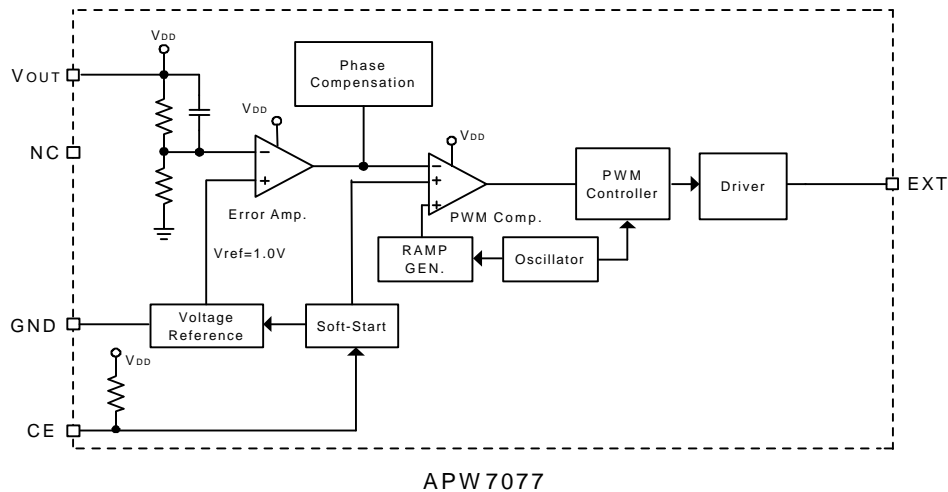 VDD
VOUT
Phase
Compensation
VDD
VDD
NC
PWM
Controller
Driver
EXT
Error Amp.
PWM Comp.
Vref=1.0V
RAMP
GEN.
Oscillator
GND
Voltage
Reference
Soft-Start
VDD
CE
APW7077